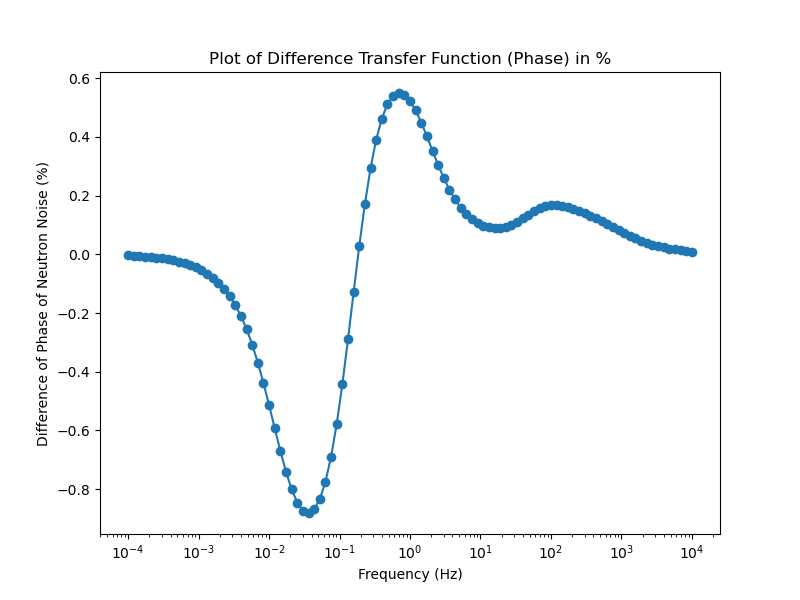 Plot of Difference Transfer Function (Phase) in %
Difference of Phase of Neutron Noise (%)
0.6
0.4
0.2
0.0
−0.2
−0.4
−0.6
−0.8
10⁻⁴ 10⁻³ 10⁻² 10⁻¹ 10⁰ 10¹ 10² 10³ 10⁴
Frequency (Hz)